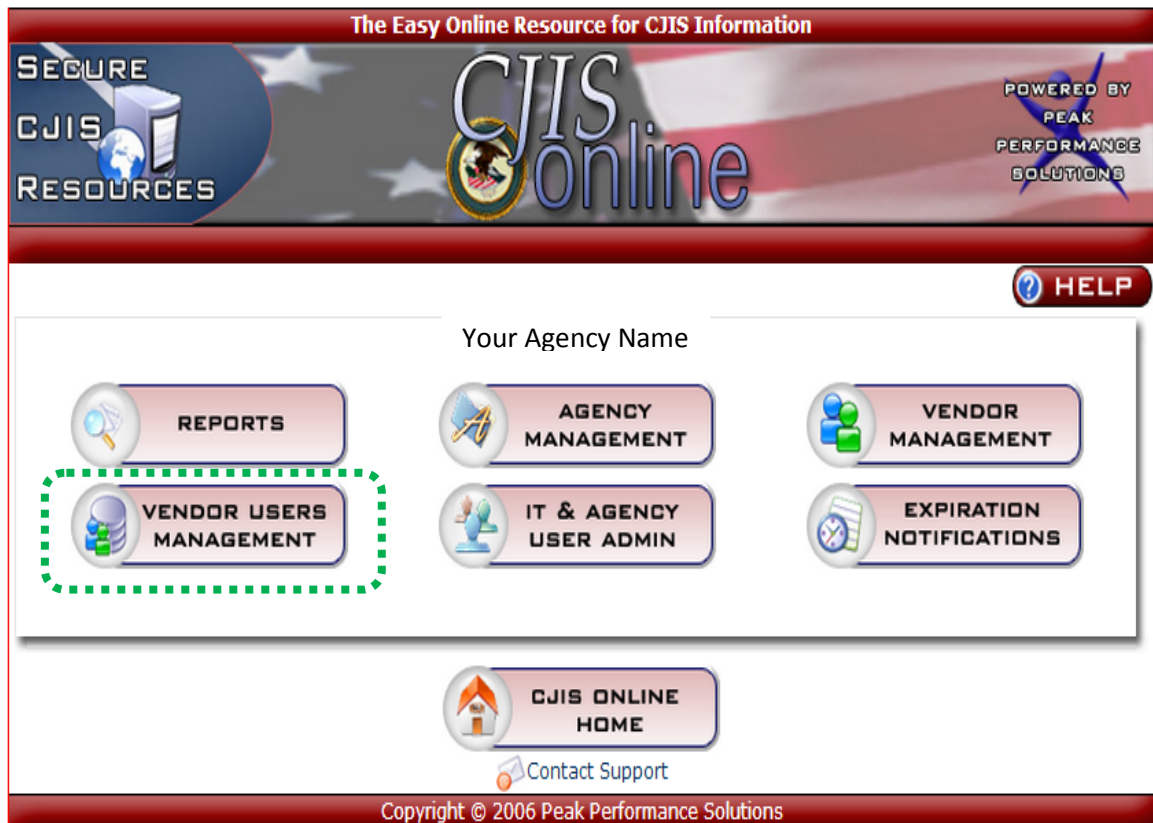 The Easy Online Resource for CJIS Information
SECURE
CJIS
RESOURCES
CJIS
online
POWERED BY
PEAK
PERFORMANCE
SOLUTIONS
HELP
Your Agency Name
REPORTS
AGENCY
MANAGEMENT
VENDOR
MANAGEMENT
VENDOR USERS
MANAGEMENT
IT & AGENCY
USER ADMIN
EXPIRATION
NOTIFICATIONS
CJIS ONLINE
HOME
Contact Support
Copyright © 2006 Peak Performance Solutions